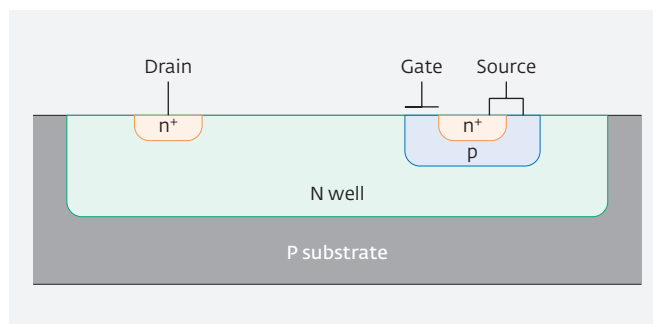 Drain
Gate
Source
n⁺
n⁺
p
N well
P substrate